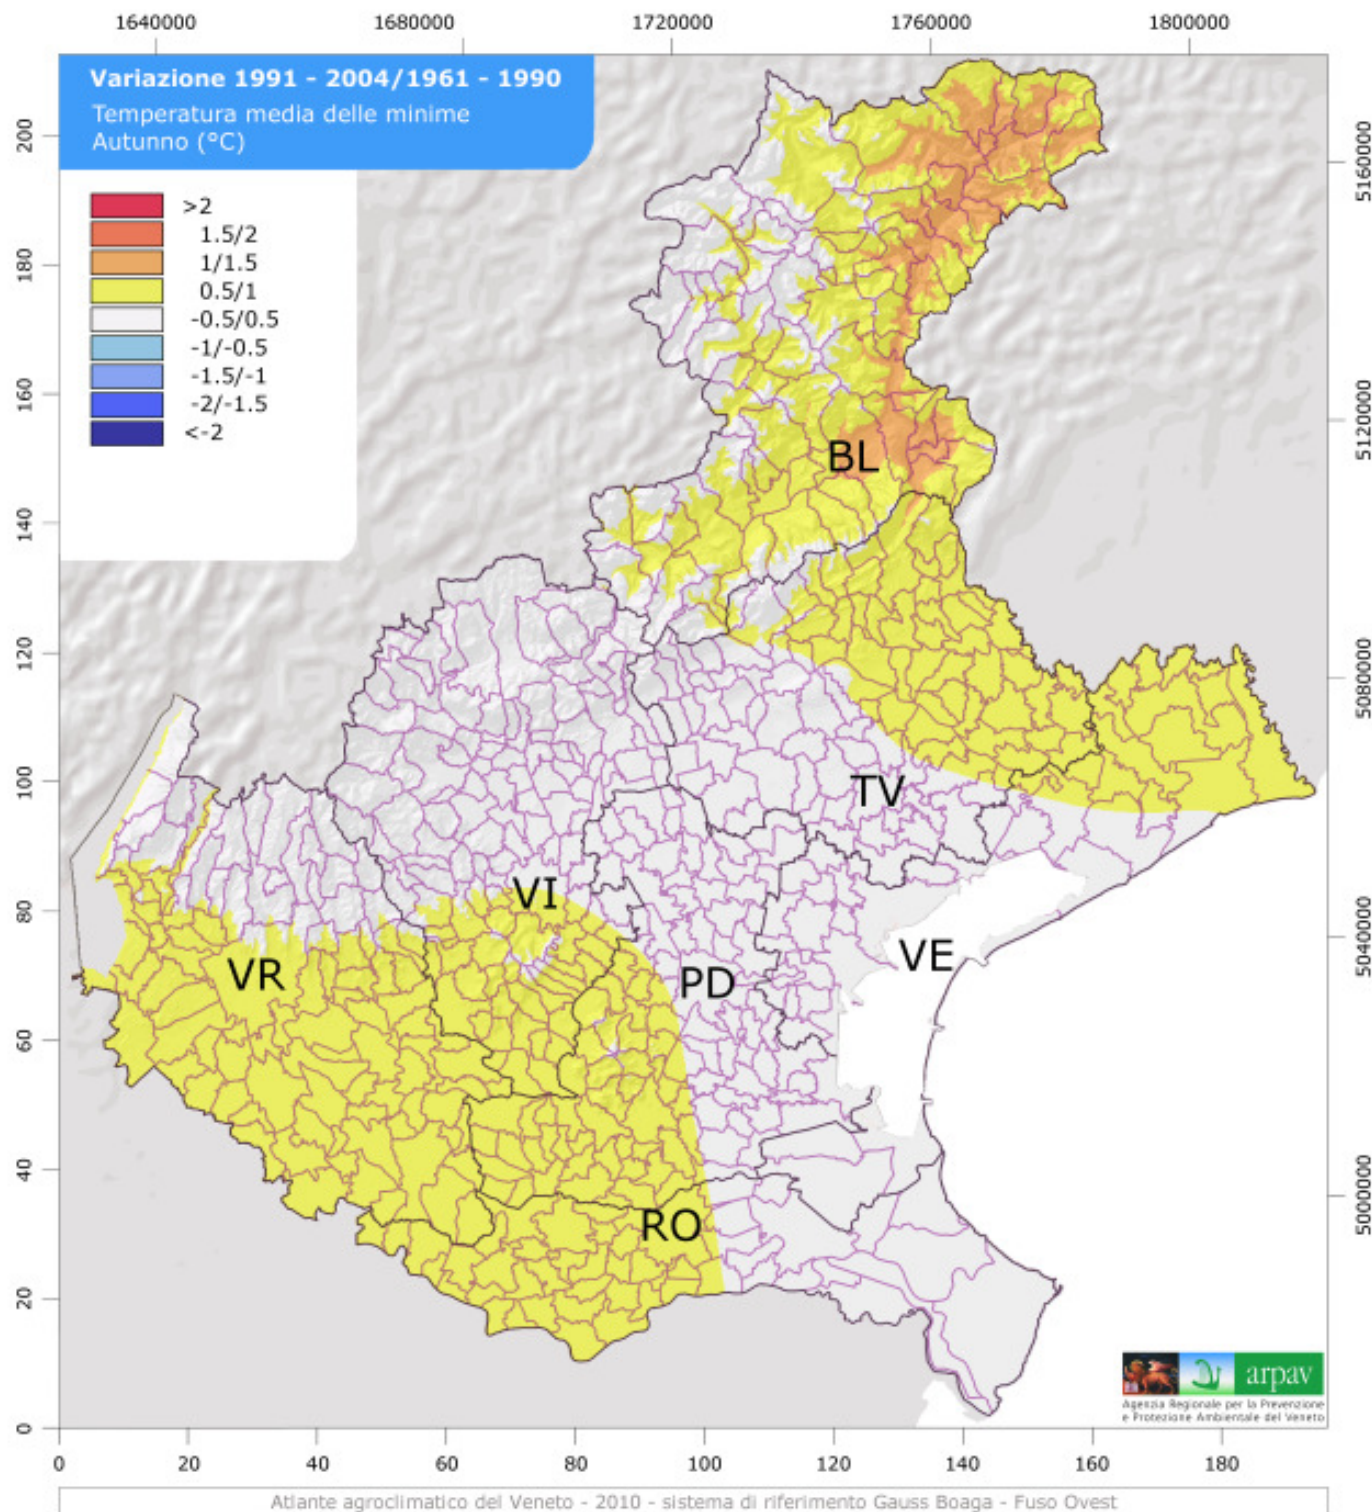 1640000 1680000 1720000 1760000 1800000
Variazione 1991 - 2004/1961 - 1990
Temperatura media delle minime
Autunno (°C)
>2
1.5/2
1/1.5
0.5/1
-0.5/0.5
-1/-0.5
-1.5/-1
-2/-1.5
<-2
200
180
160
140
120
100
80
60
40
20
0
5160000
5120000
5080000
5040000
5000000
BL
TV
VI
VE
VR
PD
RO
arpav
Agenzia Regionale per la Prevenzione
e Protezione Ambientale del Veneto
0 20 40 60 80 100 120 140 160 180
Atlante agroclimatico del Veneto - 2010 - sistema di riferimento Gauss Boaga - Fuso Ovest